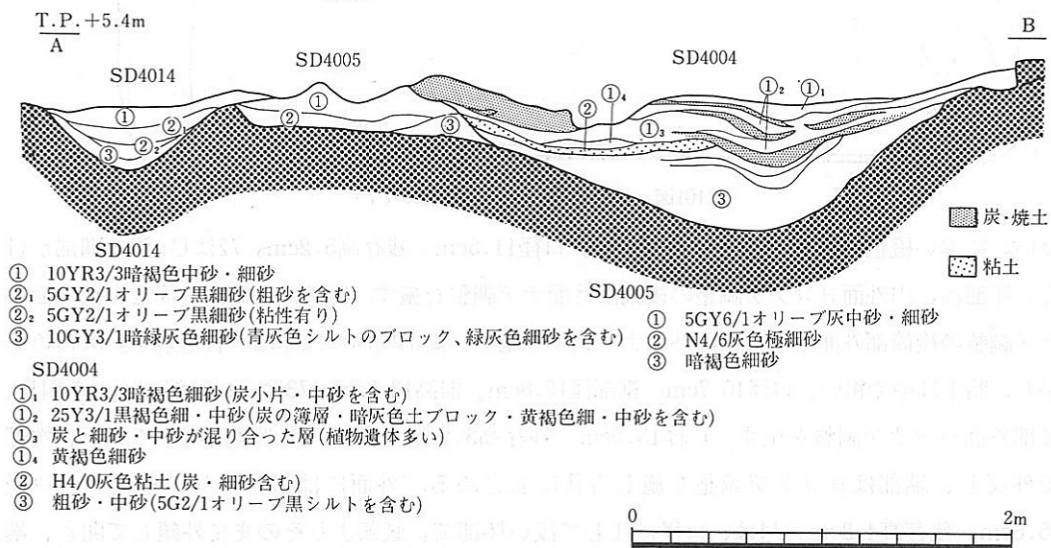 T.P.+5.4m
A
B
SD4014
SD4005
SD4004
①
②₁
②₂
③
①
②
③
②
①₄
①₃
①₂
①₁
③
炭・焼土
粘土
SD4014
① 10YR3/3暗褐色中砂・細砂
②₁ 5GY2/1オリーブ黒細砂(粗砂を含む)
②₂ 5GY2/1オリーブ黒細砂(粘性有り)
③ 10GY3/1暗緑灰色細砂(青灰色シルトのブロック、緑灰色細砂を含む)
SD4005
① 5GY6/1オリーブ灰中砂・細砂
② N4/6灰色極細砂
③ 暗褐色細砂
SD4004
①₁ 10YR3/3暗褐色細砂(炭小片・中砂を含む)
①₂ 25Y3/1黒褐色細・中砂(炭の薄層・暗灰色土ブロック・黄褐色細・中砂を含む)
①₃ 炭と細砂・中砂が混り合った層(植物遺体多い)
①₄ 黄褐色細砂
② H4/0灰色粘土(炭・細砂含む)
③ 粗砂・中砂(5G2/1オリーブ黒シルトを含む)
0 2m